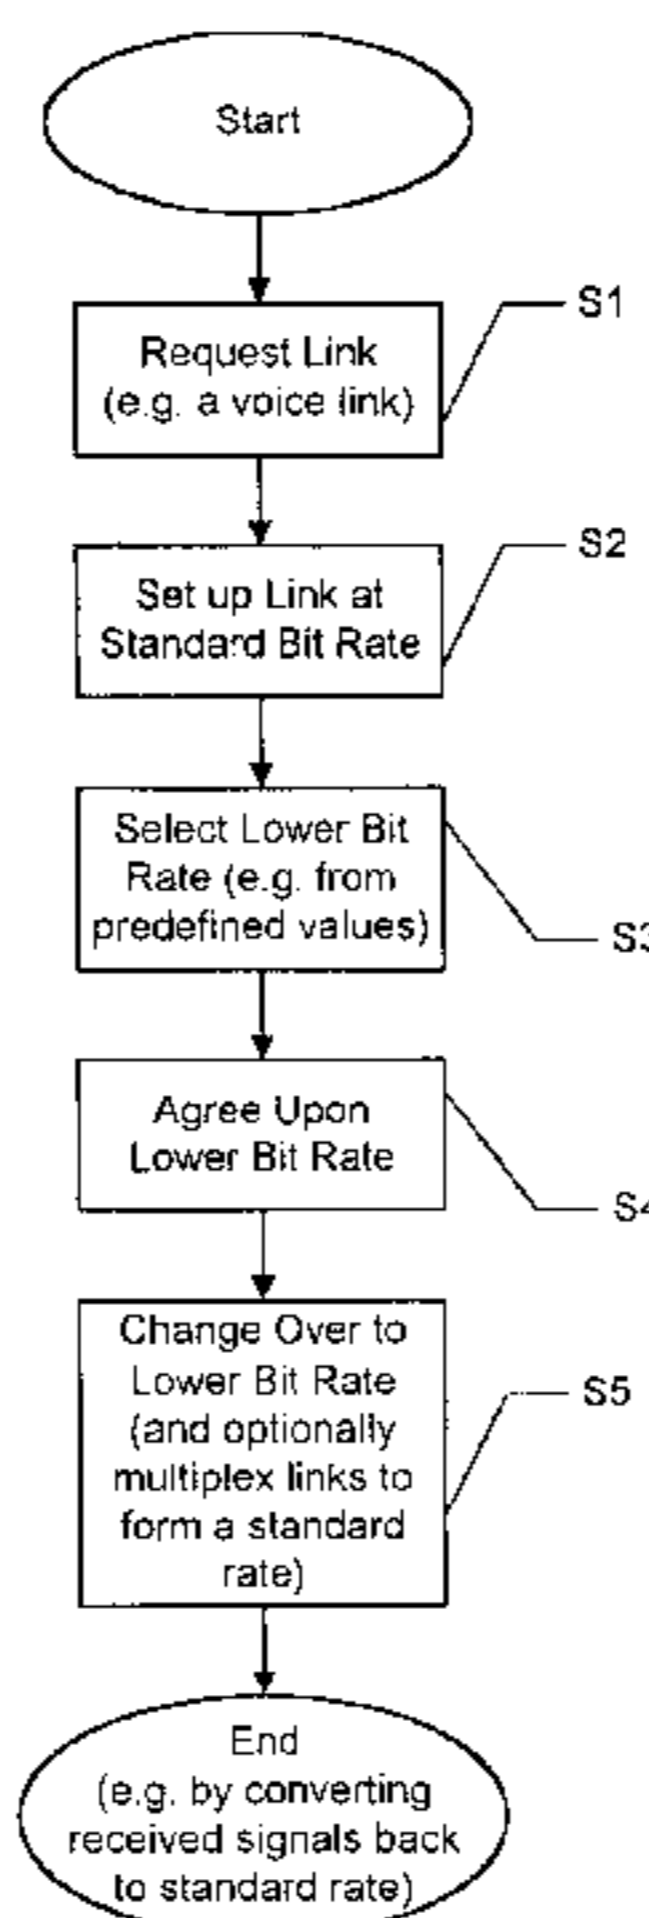 Start
S1
Request Link
(e.g. a voice link)
S2
Set up Link at
Standard Bit Rate
Select Lower Bit
Rate (e.g. from
predefined values)
S3
Agree Upon
Lower Bit Rate
S4
Change Over to
Lower Bit Rate
(and optionally
multiplex links to
form a standard
rate)
S5
End
(e.g. by converting
received signals back
to standard rate)